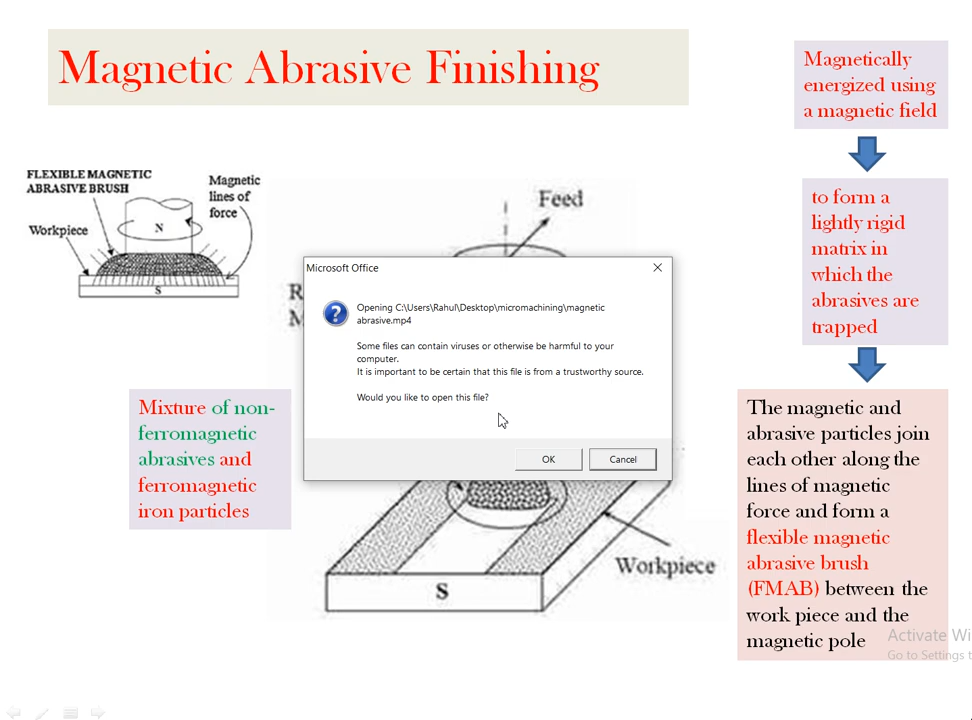 Magnetic Abrasive Finishing
Magnetically
energized using
a magnetic field
FLEXIBLE MAGNETIC
ABRASIVE BRUSH
Magnetic
lines of
force
Workpiece
N
S
to form a
lightly rigid
matrix in
which the
abrasives are
trapped
Feed
Microsoft Office
Opening C:\Users\Rahul\Desktop\micromachining\magnetic
abrasive.mp4
Some files can contain viruses or otherwise be harmful to your
computer.
It is important to be certain that this file is from a trustworthy source.
Would you like to open this file?
OK
Cancel
Mixture of non-
ferromagnetic
abrasives and
ferromagnetic
iron particles
Workpiece
S
The magnetic and
abrasive particles join
each other along the
lines of magnetic
force and form a
flexible magnetic
abrasive brush
(FMAB) between the
work piece and the
magnetic pole
Activate Wi
Go to Settings t